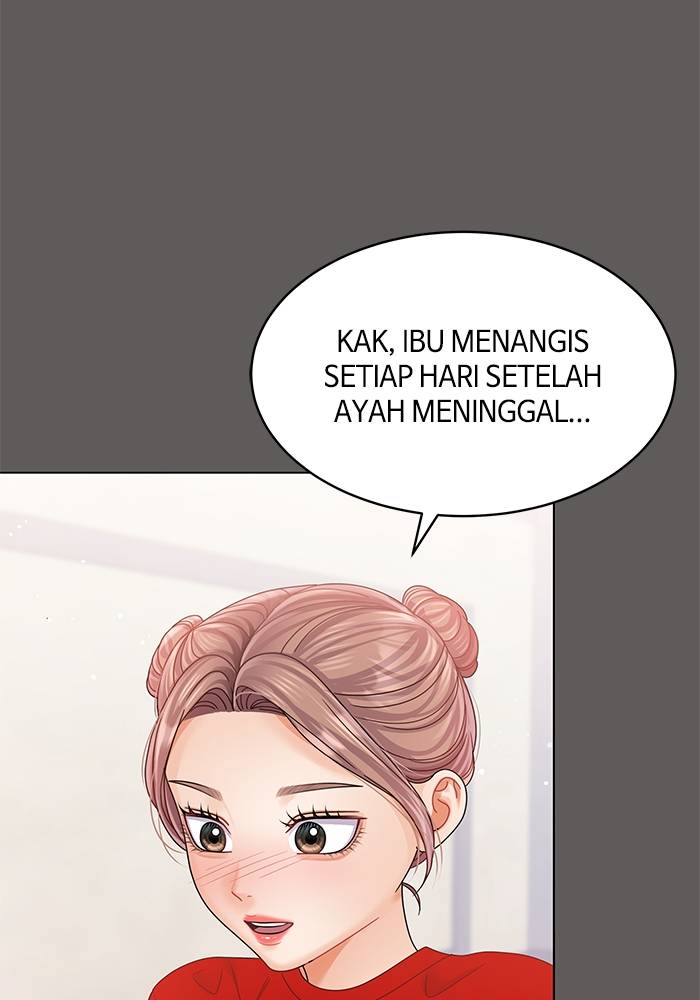 KAK, IBU MENANGIS
SETIAP HARI SETELAH
AYAH MENINGGAL...